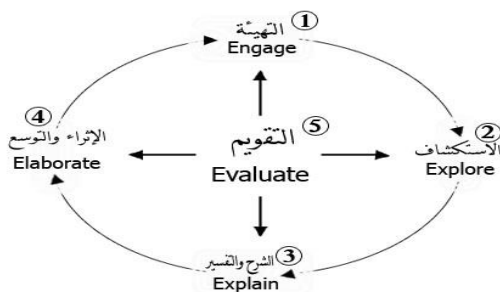 ① التهيئة
Engage
② الاستكشاف
Explore
③ الشرح والتفسير
Explain
④ الإثراء والتوسع
Elaborate
⑤ التقويم
Evaluate